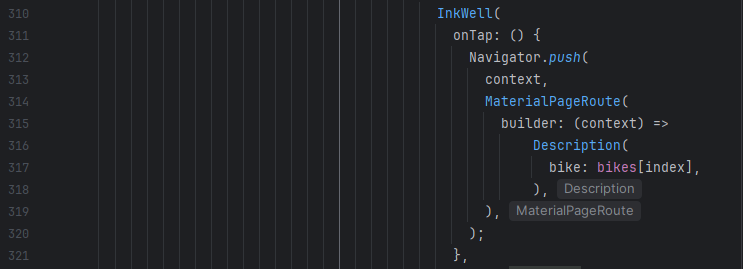 310 InkWell(
311 onTap: () {
312 Navigator.push(
313 context,
314 MaterialPageRoute(
315 builder: (context) =>
316 Description(
317 bike: bikes[index],
318 ), Description
319 ), MaterialPageRoute
320 );
321 },